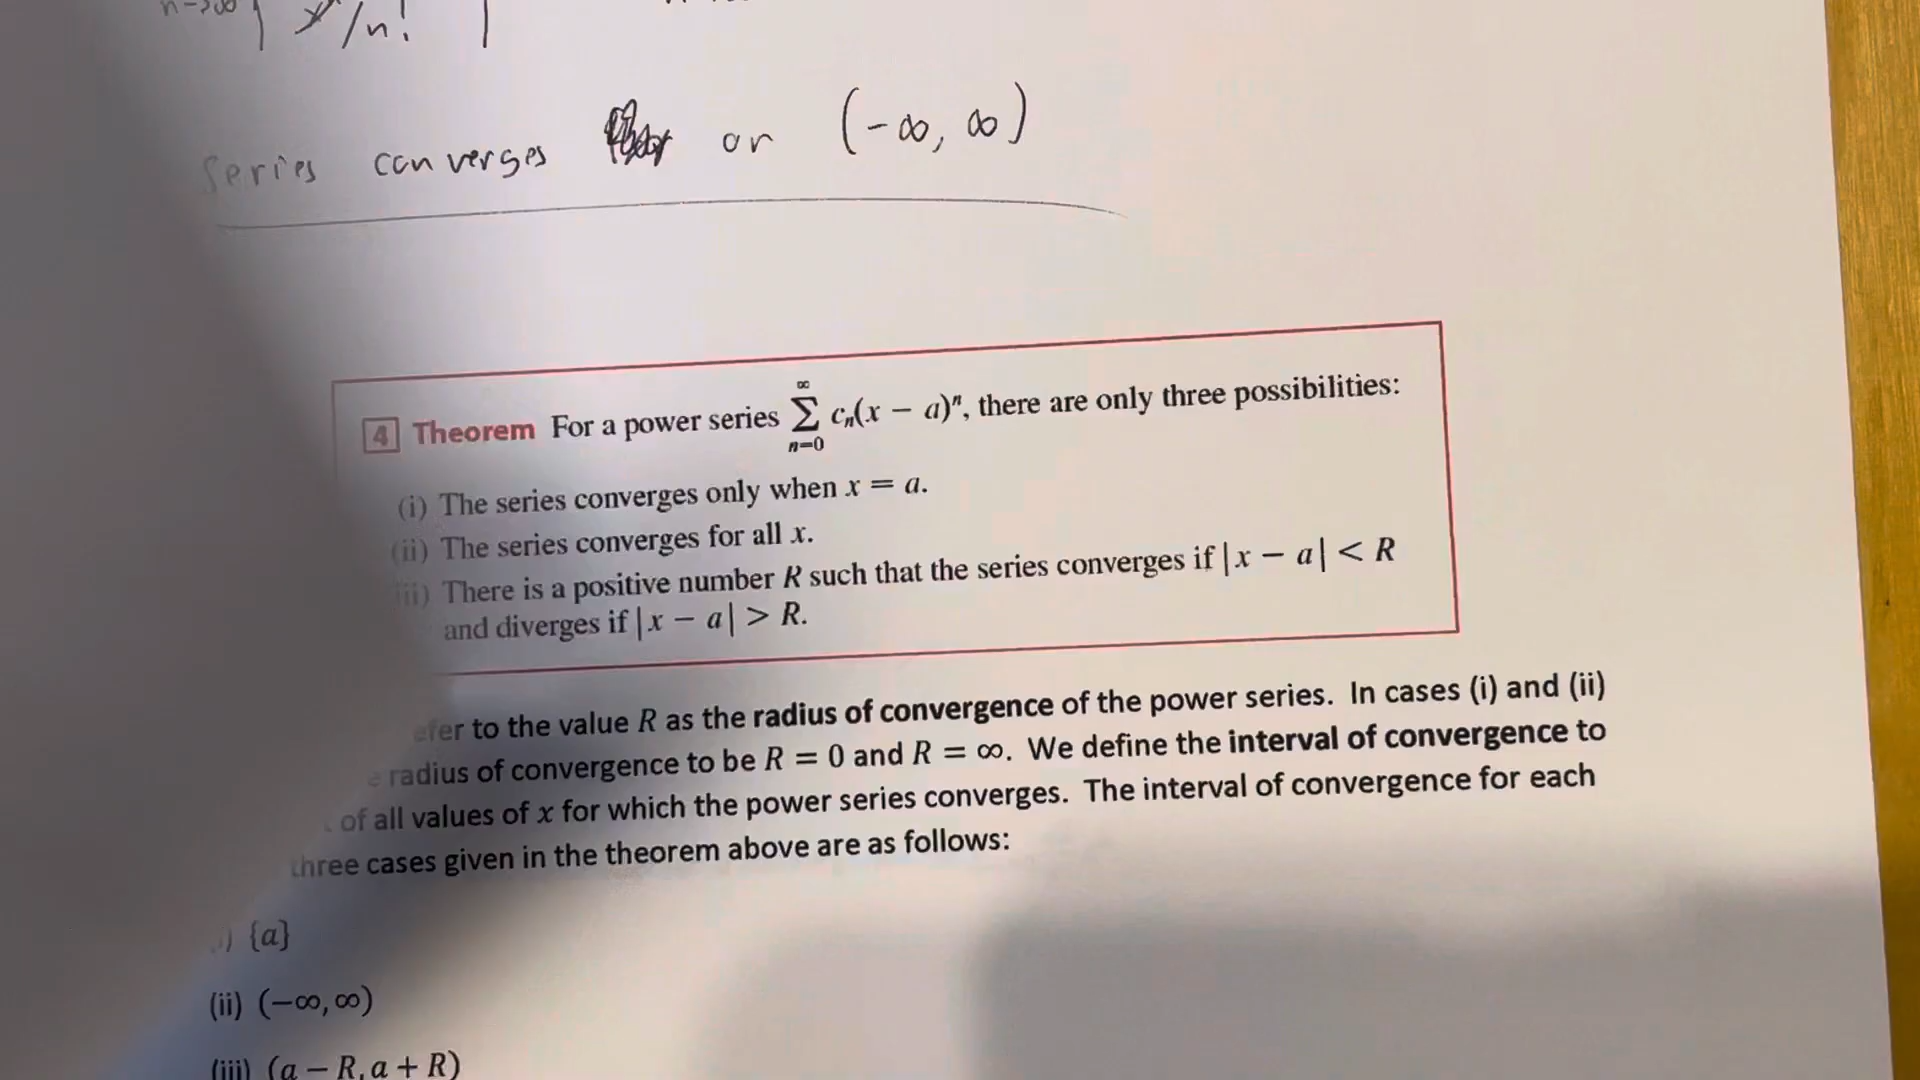 n→∞ | x^n/n! |
Series converges on (-∞, ∞)
4 Theorem For a power series ∑_{n=0}^{∞} cₙ(x − a)ⁿ, there are only three possibilities:
(i) The series converges only when x = a.
(ii) The series converges for all x.
(iii) There is a positive number R such that the series converges if |x − a| < R
and diverges if |x − a| > R.
to the value R as the radius of convergence of the power series. In cases (i) and (ii)
radius of convergence to be R = 0 and R = ∞. We define the interval of convergence to
of all values of x for which the power series converges. The interval of convergence for each
three cases given in the theorem above are as follows:
) {a}
(ii) (−∞, ∞)
(iii) (a − R, a + R)